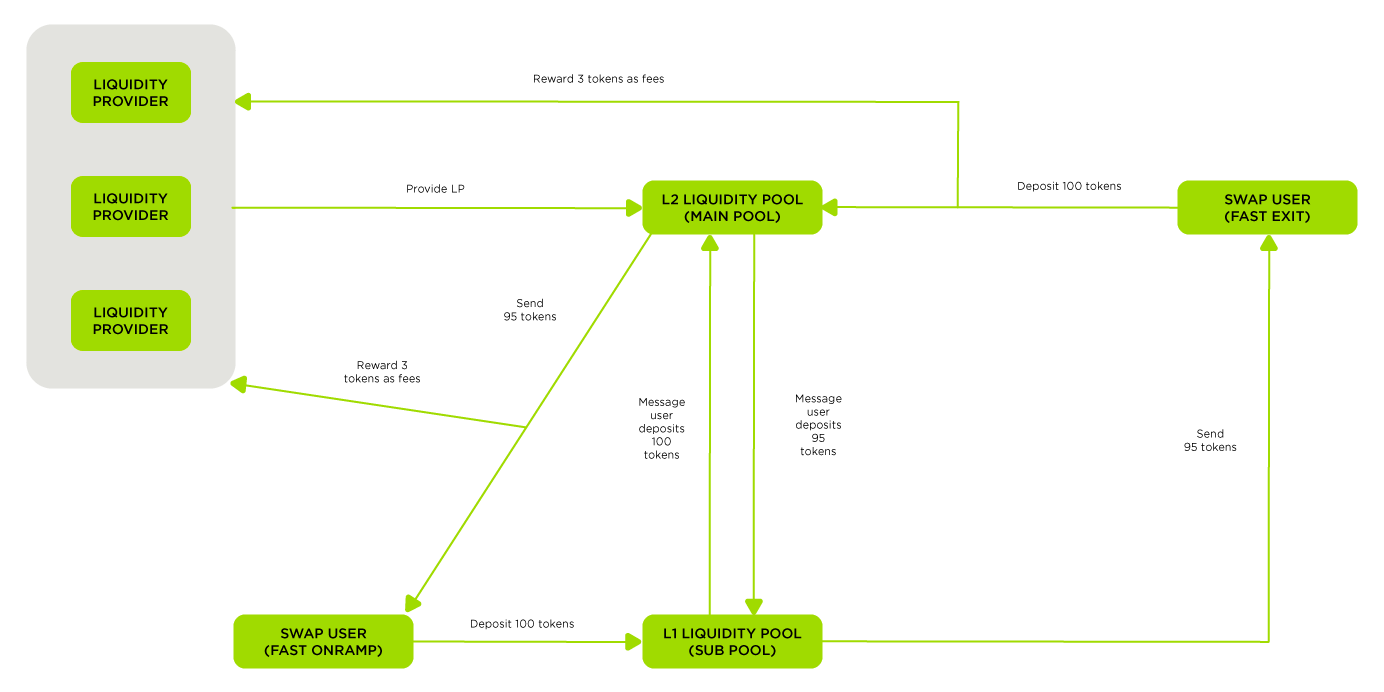 LIQUIDITY
PROVIDER
Reward 3 tokens as fees
LIQUIDITY
PROVIDER
Provide LP
L2 LIQUIDITY POOL
(MAIN POOL)
Deposit 100 tokens
SWAP USER
(FAST EXIT)
LIQUIDITY
PROVIDER
Send
95 tokens
Reward 3
tokens as fees
Message
user
deposits
100
tokens
Message
user
deposits
95
tokens
Send
95 tokens
SWAP USER
(FAST ONRAMP)
Deposit 100 tokens
L1 LIQUIDITY POOL
(SUB POOL)